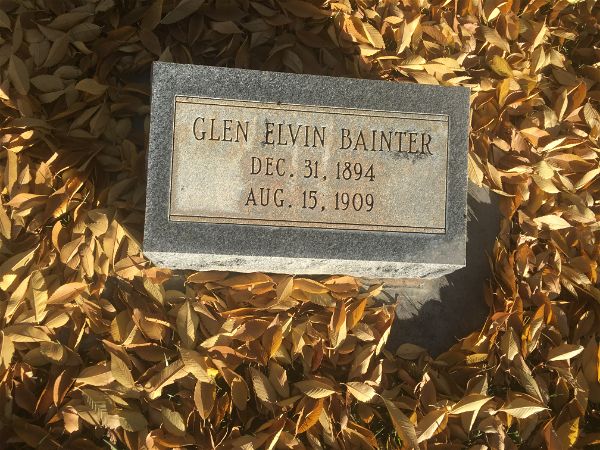 GLEN ELVIN BAINTER
DEC. 31, 1894
AUG. 15, 1909